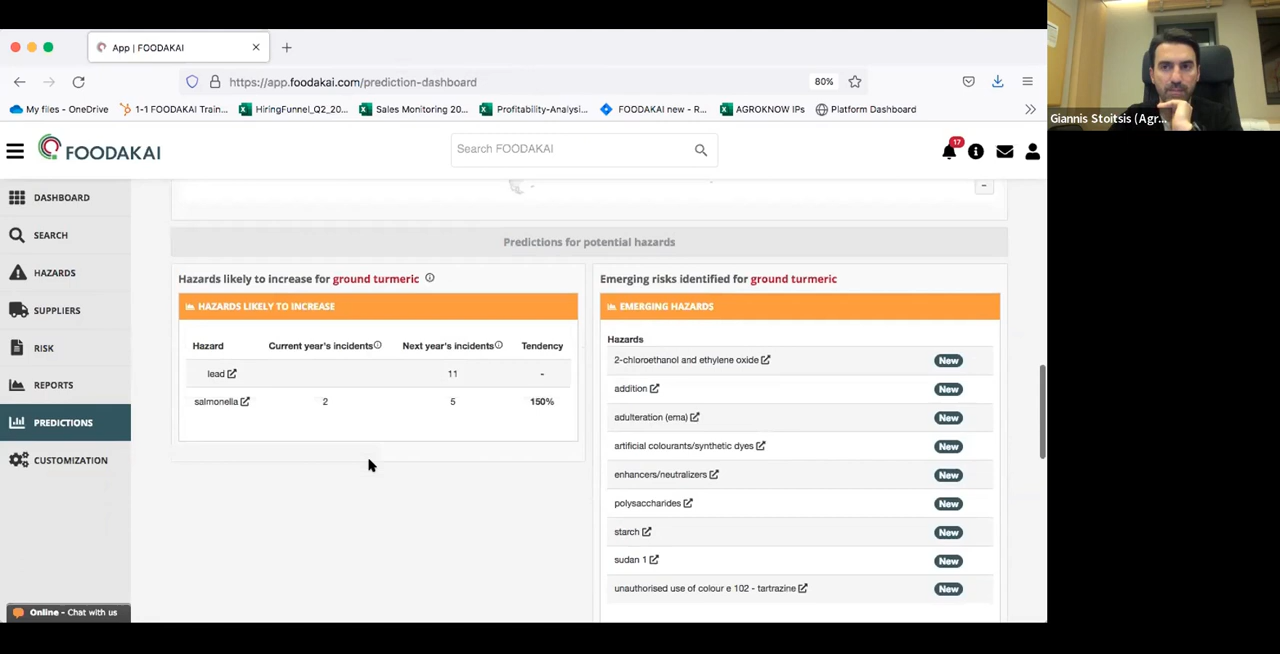 App | FOODAKAI
https://app.foodakai.com/prediction-dashboard
80%
My files - OneDrive
1-1 FOODAKAI Train...
HiringFunnel_Q2_20...
Sales Monitoring 20...
Profitability-Analysi...
FOODAKAI new - R...
AGROKNOW IPs
Platform Dashboard
Giannis Stoitsis (Agr...
FOODAKAI
Search FOODAKAI
17
DASHBOARD
SEARCH
HAZARDS
SUPPLIERS
RISK
REPORTS
PREDICTIONS
CUSTOMIZATION
Online - Chat with us
Predictions for potential hazards
Hazards likely to increase for ground turmeric
HAZARDS LIKELY TO INCREASE
Hazard Current year's incidents Next year's incidents Tendency
lead 11 -
salmonella 2 5 150%
Emerging risks identified for ground turmeric
EMERGING HAZARDS
Hazards
2-chloroethanol and ethylene oxide New
addition New
adulteration (ema) New
artificial colourants/synthetic dyes New
enhancers/neutralizers New
polysaccharides New
starch New
sudan 1 New
unauthorised use of colour e 102 - tartrazine New